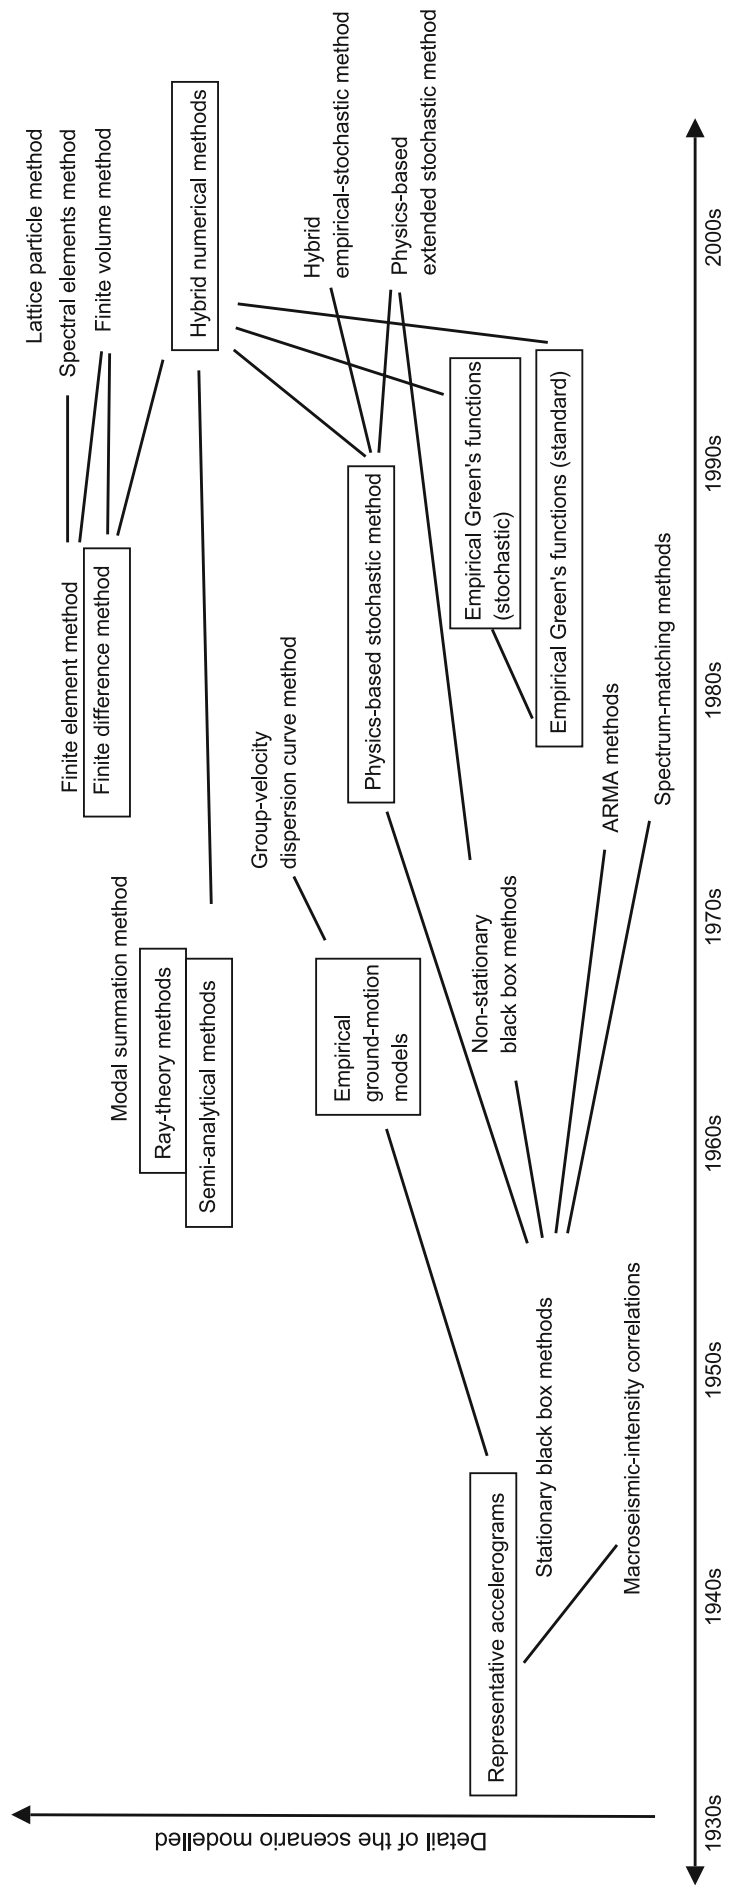 Lattice particle method
Spectral elements method
Finite volume method
Hybrid numerical methods
Hybrid
empirical-stochastic method
Physics-based
extended stochastic method
Finite element method
Finite difference method
Group-velocity
dispersion curve method
Physics-based stochastic method
Empirical Green's functions
(stochastic)
Empirical Green's functions (standard)
ARMA methods
Spectrum-matching methods
Modal summation method
Ray-theory methods
Semi-analytical methods
Empirical
ground-motion
models
Non-stationary
black box methods
Stationary black box methods
Macroseismic-intensity correlations
Representative accelerograms
Detail of the scenario modelled
1930s
1940s
1950s
1960s
1970s
1980s
1990s
2000s